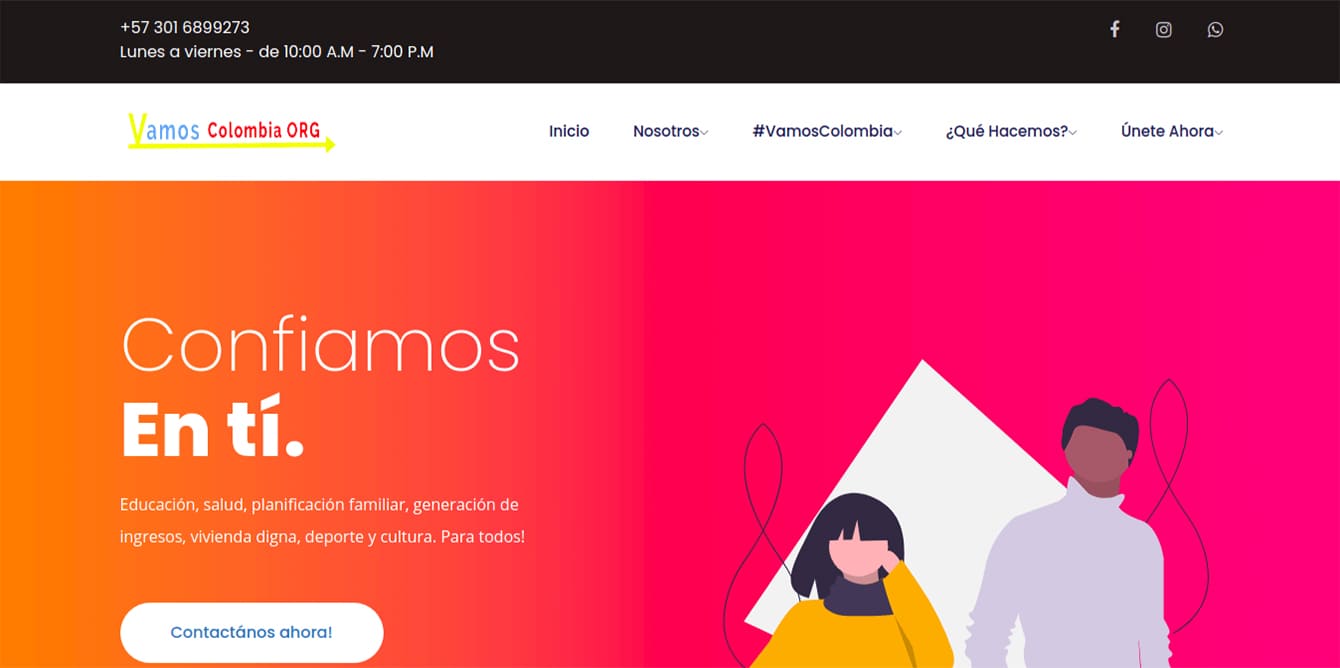 +57 301 6899273
Lunes a viernes - de 10:00 A.M - 7:00 P.M
Vamos Colombia ORG
Inicio
Nosotros
#VamosColombia
¿Qué Hacemos?
Únete Ahora
Confiamos
En tí.
Educación, salud, planificación familiar, generación de
ingresos, vivienda digna, deporte y cultura. Para todos!
Contactános ahora!